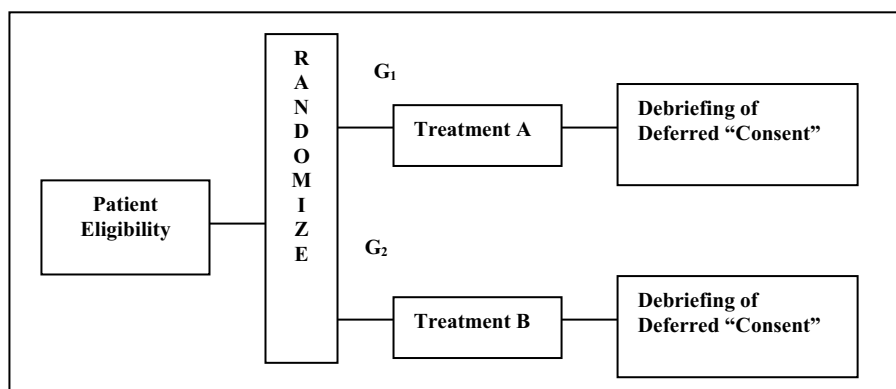 Patient
Eligibility
R
A
N
D
O
M
I
Z
E
G₁
Treatment A
Debriefing of
Deferred “Consent”
G₂
Treatment B
Debriefing of
Deferred “Consent”